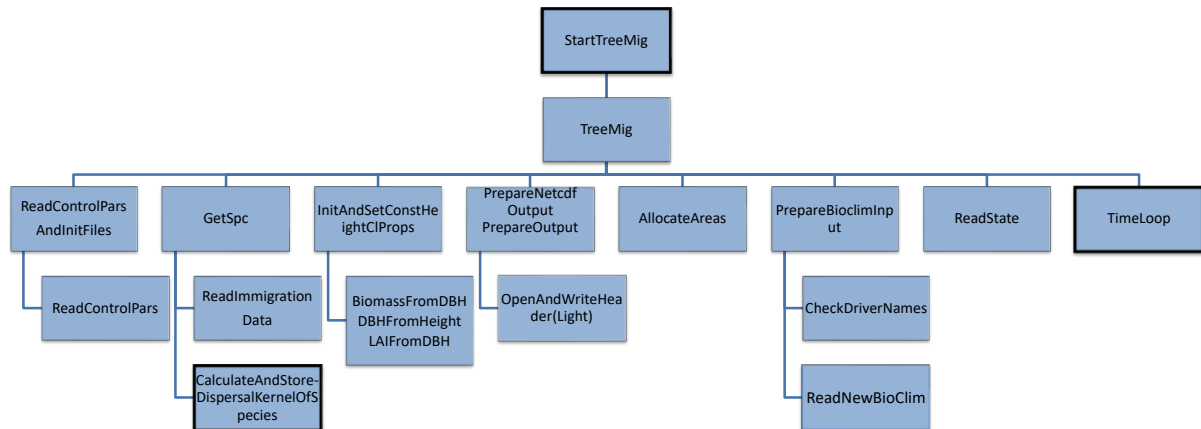 StartTreeMig
TreeMig
ReadControlPars
AndInitFiles
GetSpc
InitAndSetConstHe
ightClProps
PrepareNetcdf
Output
PrepareOutput
AllocateAreas
PrepareBioclimInp
ut
ReadState
TimeLoop
ReadControlPars
ReadImmigration
Data
BiomassFromDBH
DBHFromHeight
LAIFromDBH
OpenAndWriteHea
der(Light)
CheckDriverNames
CalculateAndStore-
DispersalKernelOfS
pecies
ReadNewBioClim